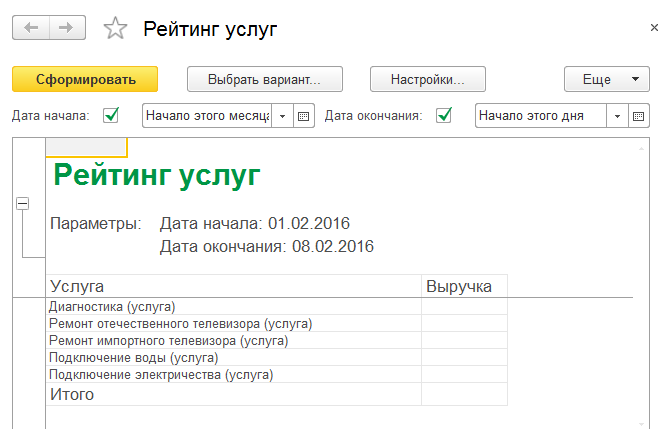 Рейтинг услуг
Сформировать Выбрать вариант... Настройки... Еще
Дата начала: Начало этого месяца Дата окончания: Начало этого дня
Рейтинг услуг
Параметры: Дата начала: 01.02.2016
Дата окончания: 08.02.2016
Услуга Выручка
Диагностика (услуга)
Ремонт отечественного телевизора (услуга)
Ремонт импортного телевизора (услуга)
Подключение воды (услуга)
Подключение электричества (услуга)
Итого